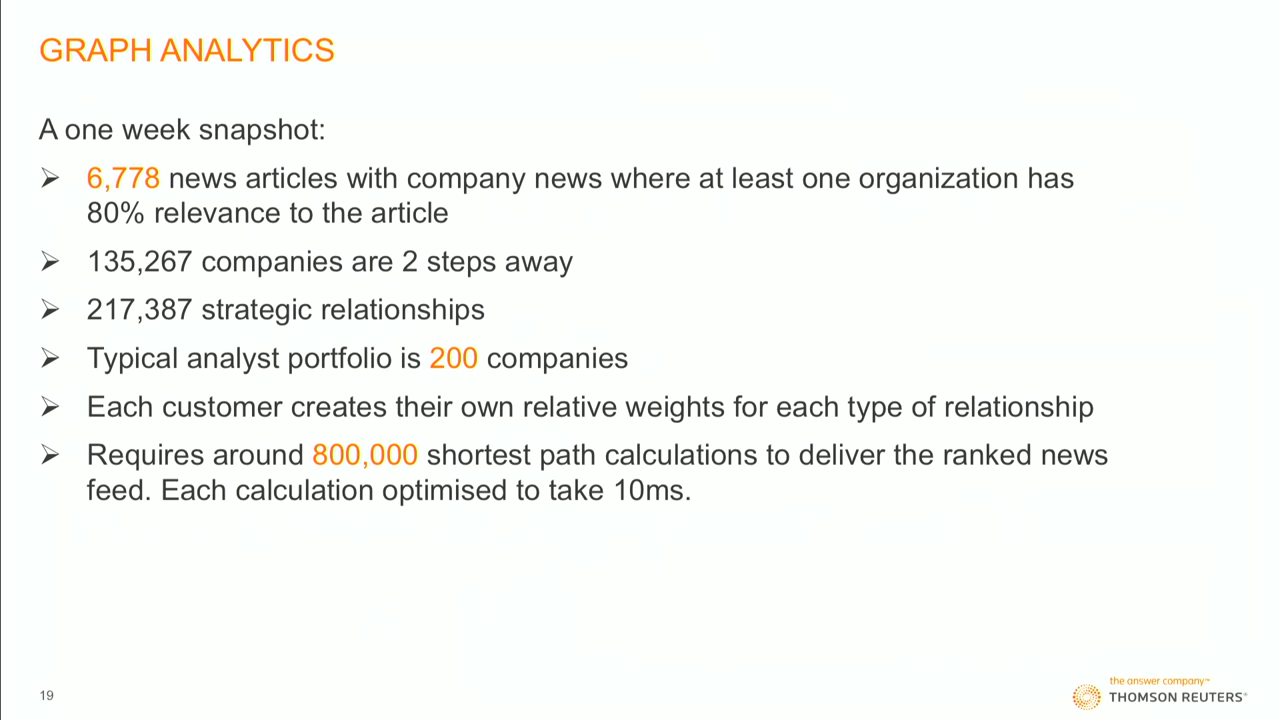 GRAPH ANALYTICS
A one week snapshot:
➢ 6,778 news articles with company news where at least one organization has
80% relevance to the article
➢ 135,267 companies are 2 steps away
➢ 217,387 strategic relationships
➢ Typical analyst portfolio is 200 companies
➢ Each customer creates their own relative weights for each type of relationship
➢ Requires around 800,000 shortest path calculations to deliver the ranked news
feed. Each calculation optimised to take 10ms.
19
the answer company™
THOMSON REUTERS®